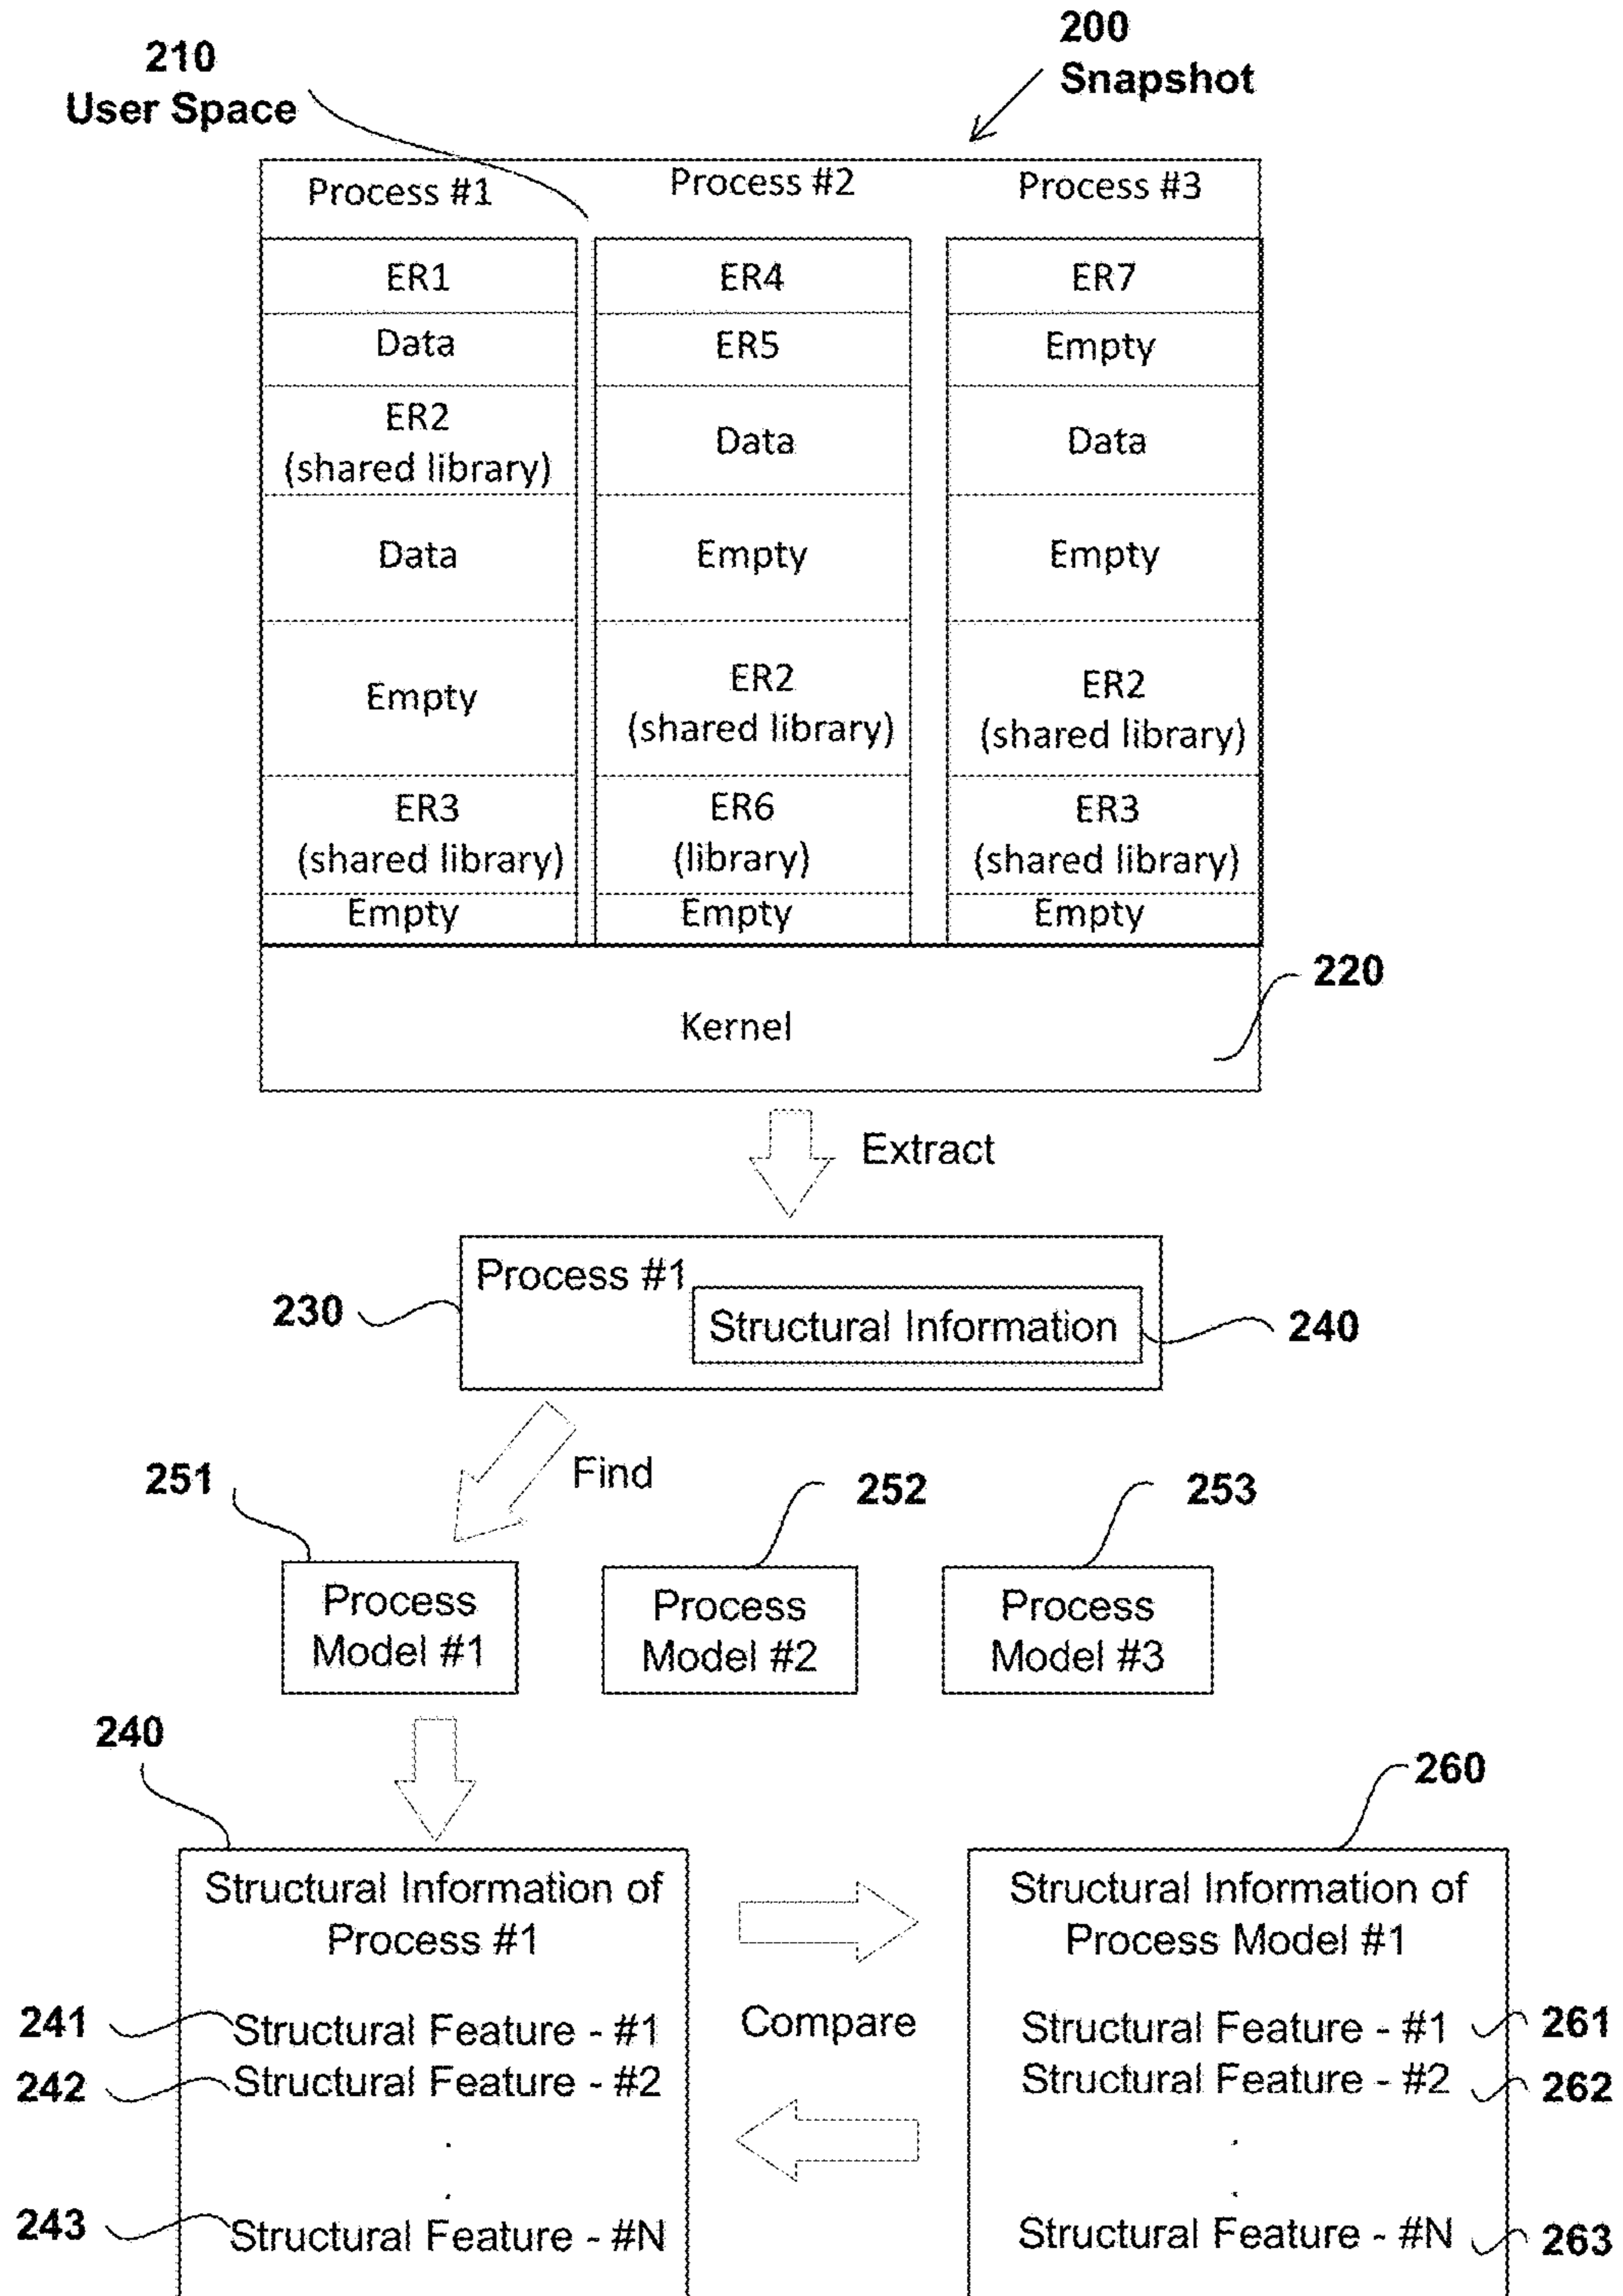 200
Snapshot
210
User Space
Process #1 Process #2 Process #3
ER1 ER4 ER7
Data ER5 Empty
ER2
(shared library)
Data Data
Data Empty Empty
Empty
ER2
(shared library)
ER2
(shared library)
ER3
(shared library)
ER6
(library)
ER3
(shared library)
Empty Empty Empty
220
Kernel
Extract
Process #1
230
Structural Information
240
Find
251
252
253
Process
Model #1
Process
Model #2
Process
Model #3
240
260
Structural Information of
Process #1
241
Structural Feature - #1
242
Structural Feature - #2
.
.
243
Structural Feature - #N
Compare
Structural Information of
Process Model #1
Structural Feature - #1
261
Structural Feature - #2
262
.
.
Structural Feature - #N
263